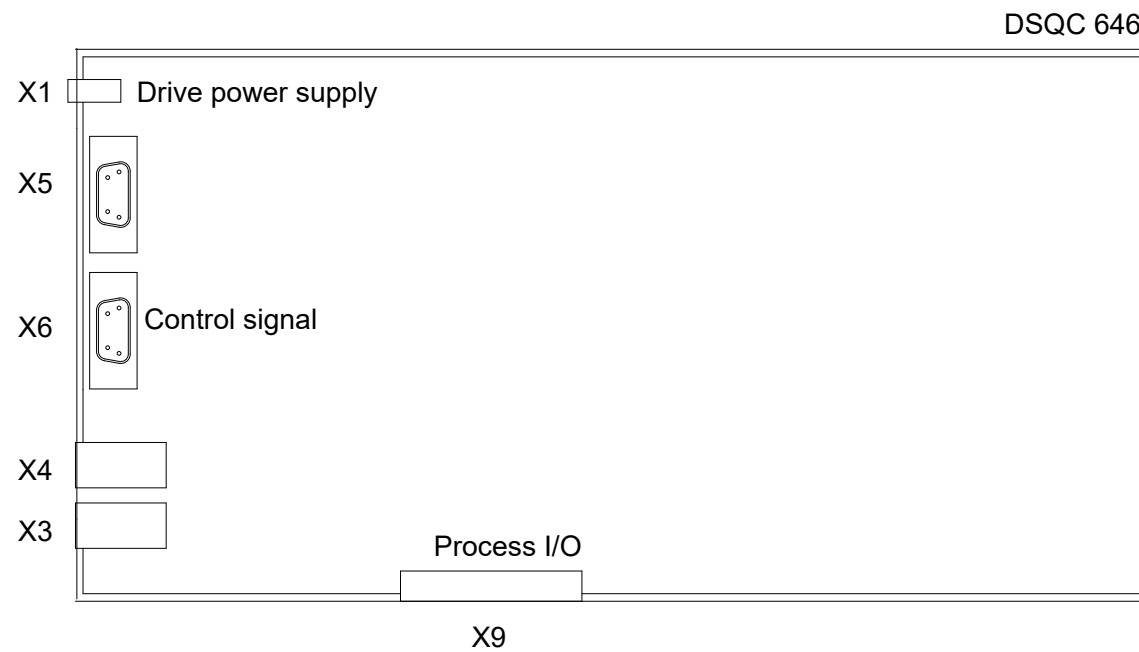 DSQC 646
X1 Drive power supply
X5
X6 Control signal
X4
X3
Process I/O
X9